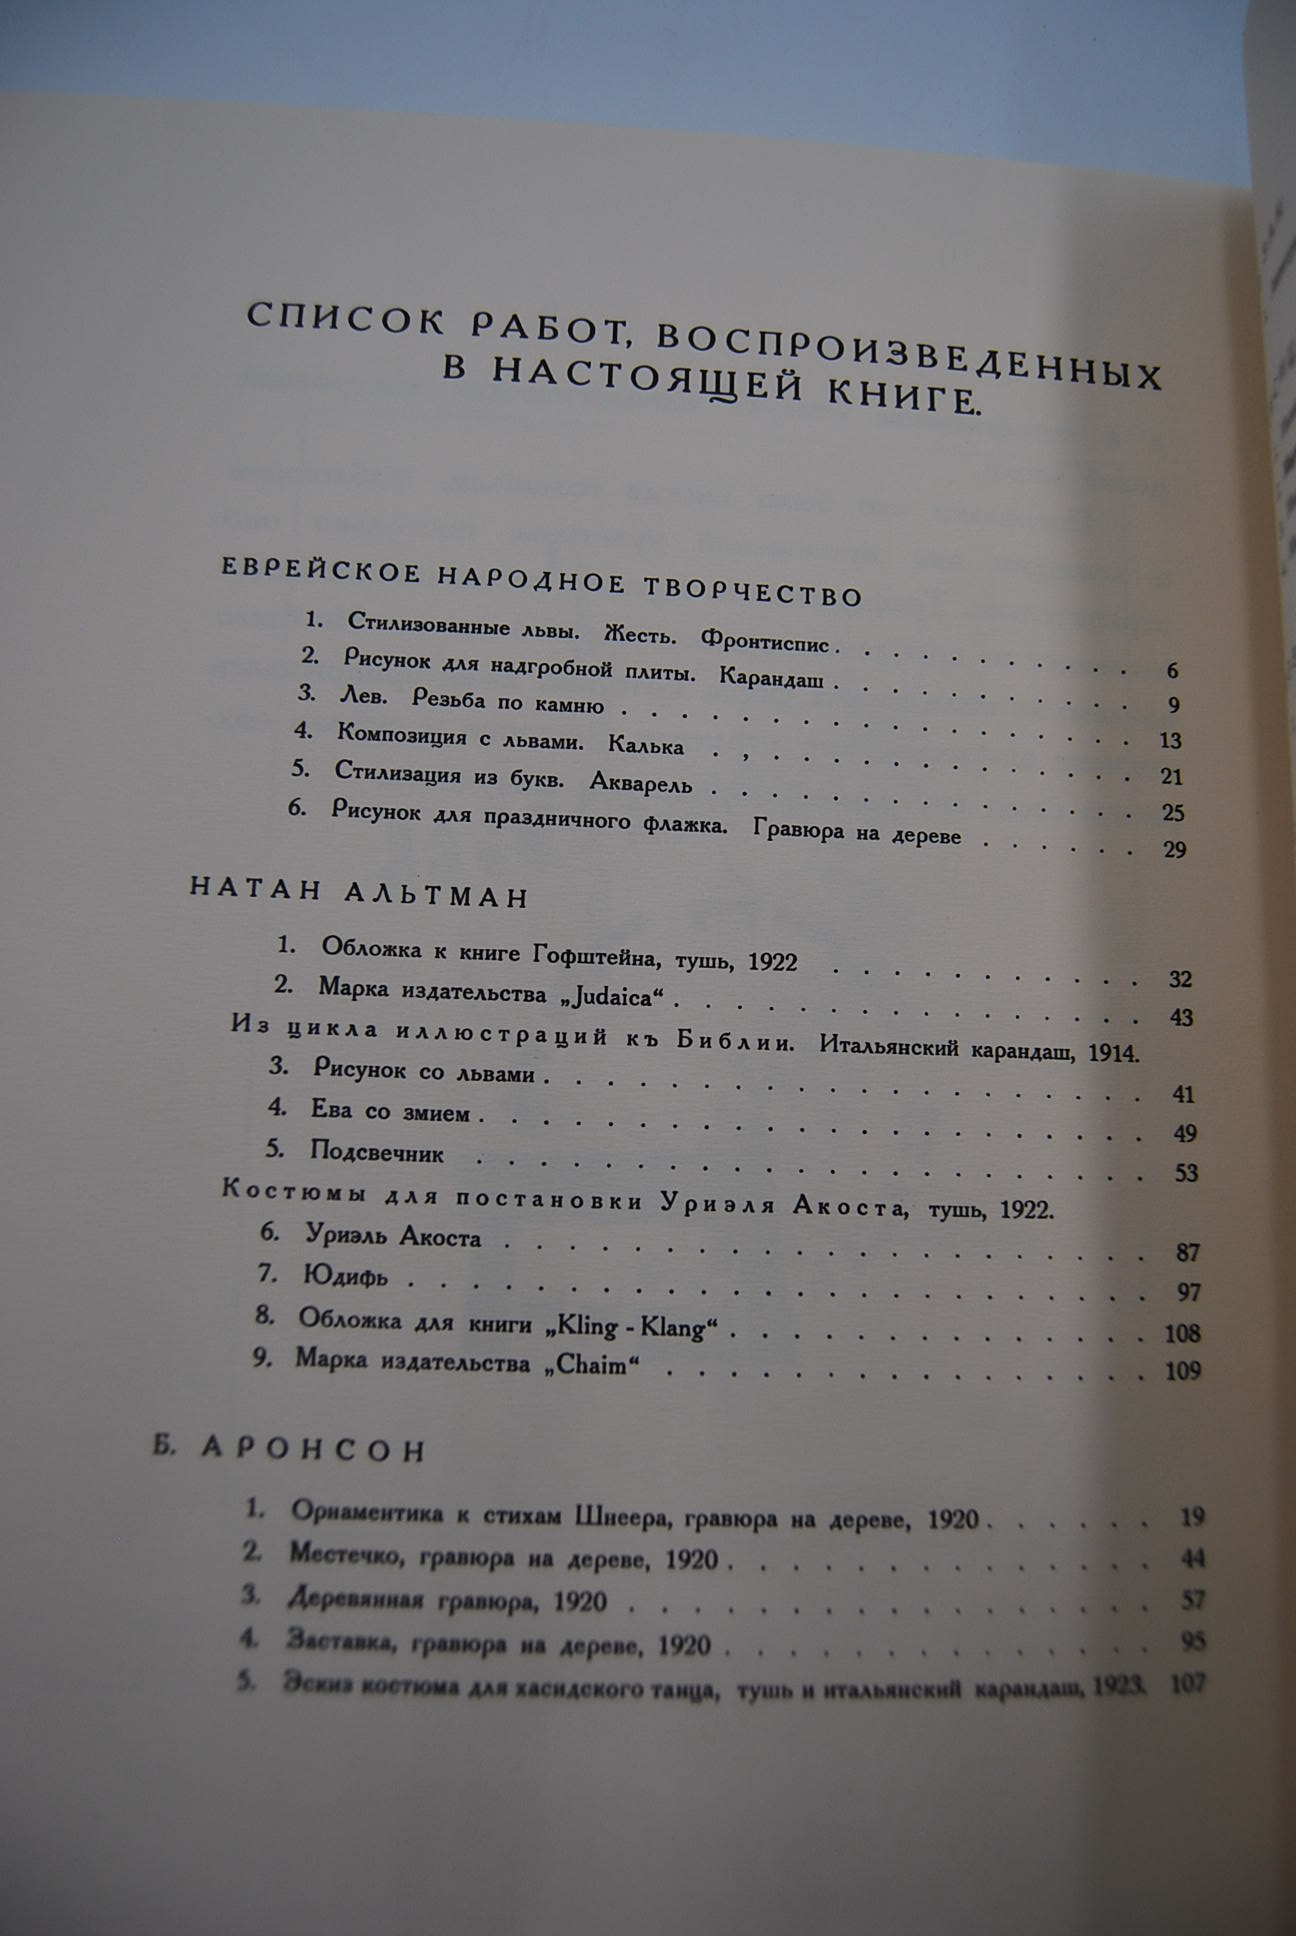 СПИСОК РАБОТ, ВОСПРОИЗВЕДЕННЫХ
В НАСТОЯЩЕЙ КНИГЕ.
ЕВРЕЙСКОЕ НАРОДНОЕ ТВОРЧЕСТВО
1. Стилизованные львы. Жесть. Фронтиспис . . . . . . . . . . . 6
2. Рисунок для надгробной плиты. Карандаш . . . . . . . . . . . 9
3. Лев. Резьба по камню . . . . . . . . . . . . . . . . . . 13
4. Композиция с львами. Калька . , . . . . . . . . . . . . . 21
5. Стилизация из букв. Акварель . . . . . . . . . . . . . . . 25
6. Рисунок для праздничного флажка. Гравюра на дереве . . . . . . 29
НАТАН АЛЬТМАН
1. Обложка к книге Гофштейна, тушь, 1922 . . . . . . . . . . . 32
2. Марка издательства „Judaica“ . . . . . . . . . . . . . . . 43
Из цикла иллюстраций къ Библии. Итальянский карандаш, 1914.
3. Рисунок со львами . . . . . . . . . . . . . . . . . . . 41
4. Ева со змием . . . . . . . . . . . . . . . . . . . . . 49
5. Подсвечник . . . . . . . . . . . . . . . . . . . . . 53
Костюмы для постановки Уриэля Акоста, тушь, 1922.
6. Уриэль Акоста . . . . . . . . . . . . . . . . . . . . 87
7. Юдифь . . . . . . . . . . . . . . . . . . . . . . . 97
8. Обложка для книги „Kling - Klang“ . . . . . . . . . . . . . 108
9. Марка издательства „Chaim“ . . . . . . . . . . . . . . . 109
Б. АРОНСОН
1. Орнаментика к стихам Шнеера, гравюра на дереве, 1920 . . . . . . 19
2. Местечко, гравюра на дереве, 1920 . . . . . . . . . . . . . 44
3. Деревянная гравюра, 1920 . . . . . . . . . . . . . . . . . 57
4. Заставка, гравюра на дереве, 1920 . . . . . . . . . . . . . 95
5. Эскиз костюма для хасидского танца, тушь и итальянский карандаш, 1923. 107